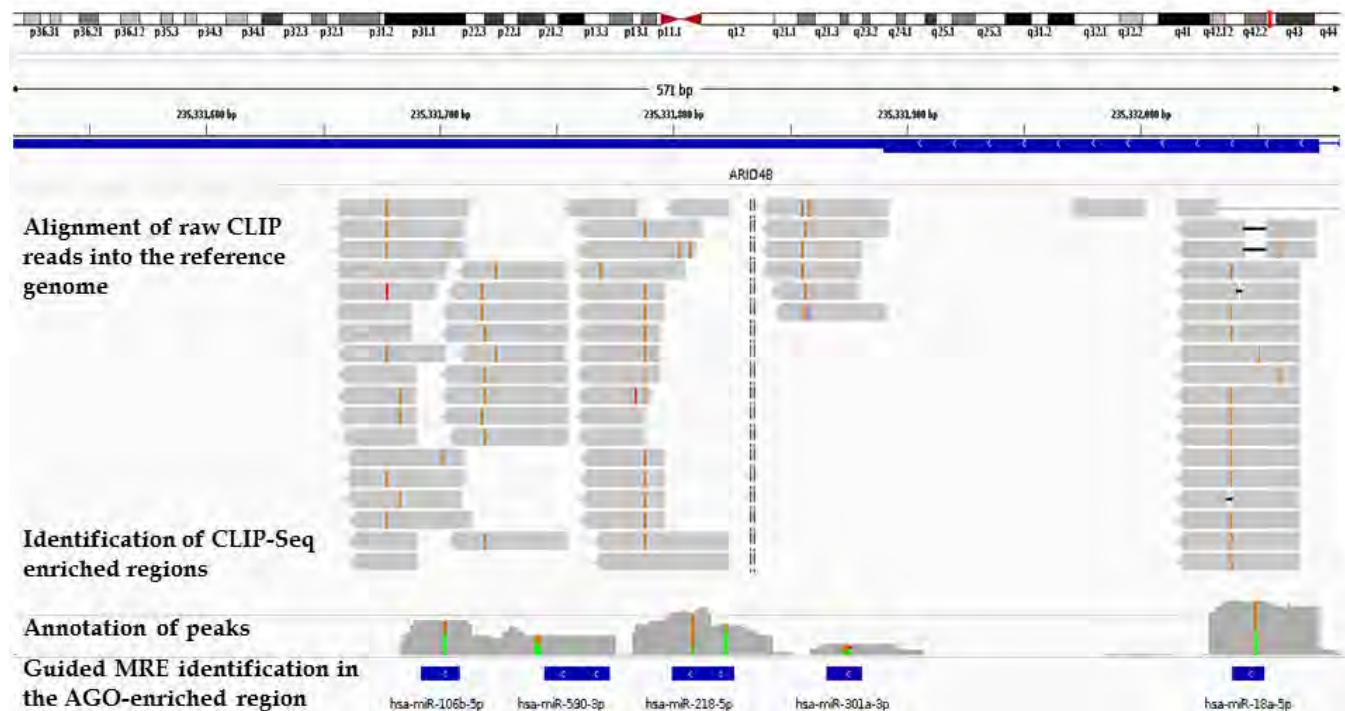 p36.31 p36.21 p36.12 p35.3 p34.3 p34.1 p32.3 p32.1 p31.2 p31.1 p22.3 p22.1 p21.2 p13.3 p13.1 p11.1 q12 q21.1 q21.3 q23.2 q24.1 q25.1 q25.3 q31.2 q32.1 q32.2 q41 q42.12 q42.2 q43 q44
571 bp
235,331,600 bp 235,331,700 bp 235,331,800 bp 235,331,900 bp 235,332,000 bp
ARID4B
Alignment of raw CLIP
reads into the reference
genome
Identification of CLIP-Seq
enriched regions
Annotation of peaks
Guided MRE identification in
the AGO-enriched region
hsa-miR-106b-5p hsa-miR-590-3p hsa-miR-218-5p hsa-miR-301a-3p hsa-miR-18a-5p